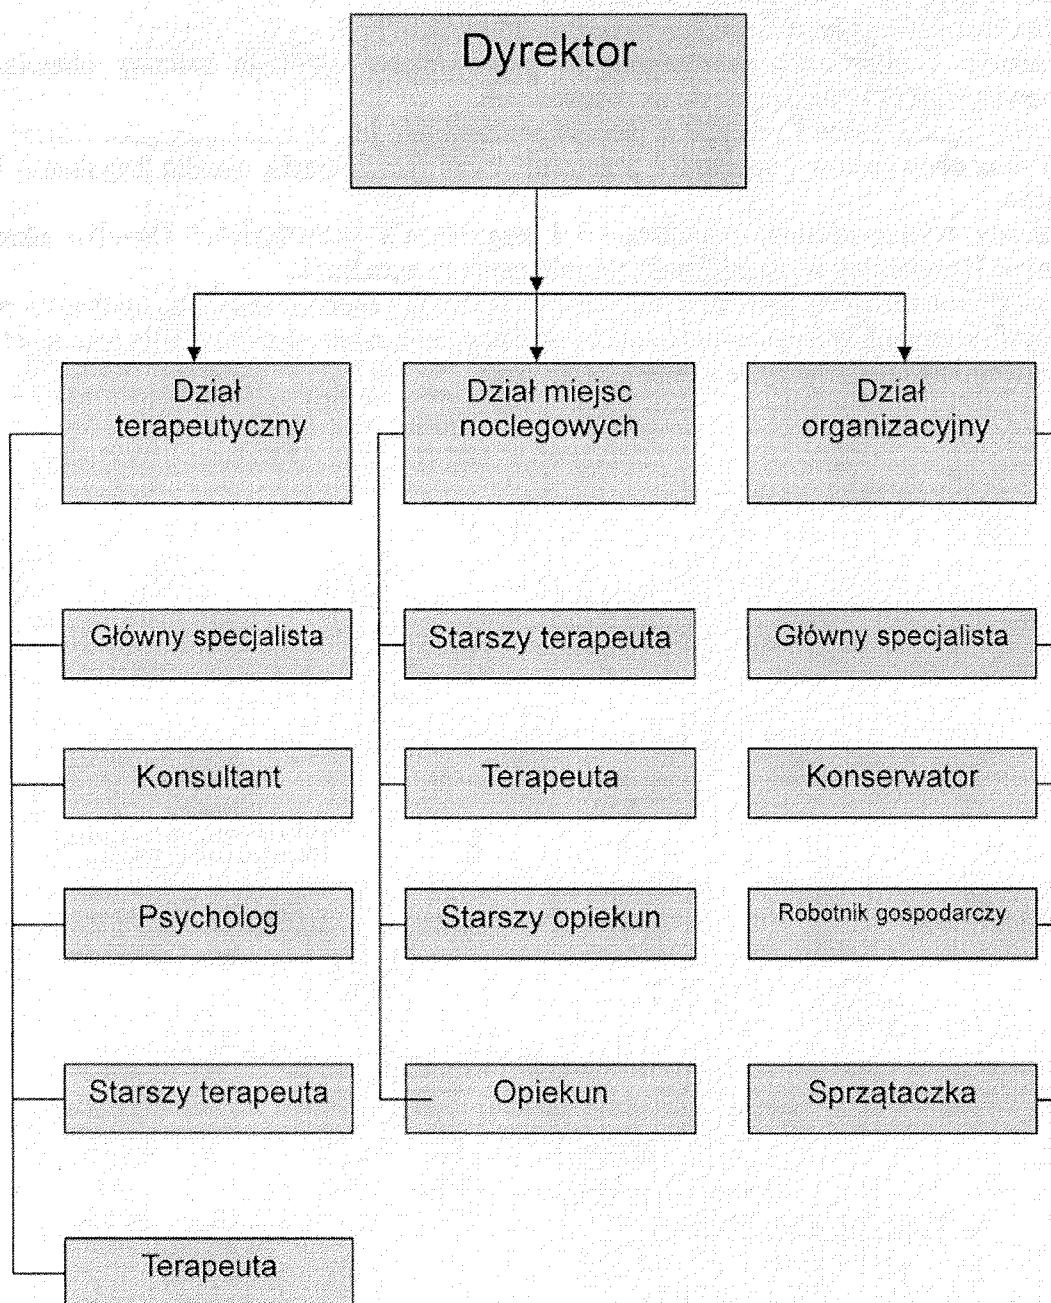 Dyrektor
Dział
terapeutyczny
Dział miejsc
noclegowych
Dział
organizacyjny
Główny specjalista
Starszy terapeuta
Główny specjalista
Konsultant
Terapeuta
Konserwator
Psycholog
Starszy opiekun
Robotnik gospodarczy
Starszy terapeuta
Opiekun
Sprzątaczka
Terapeuta